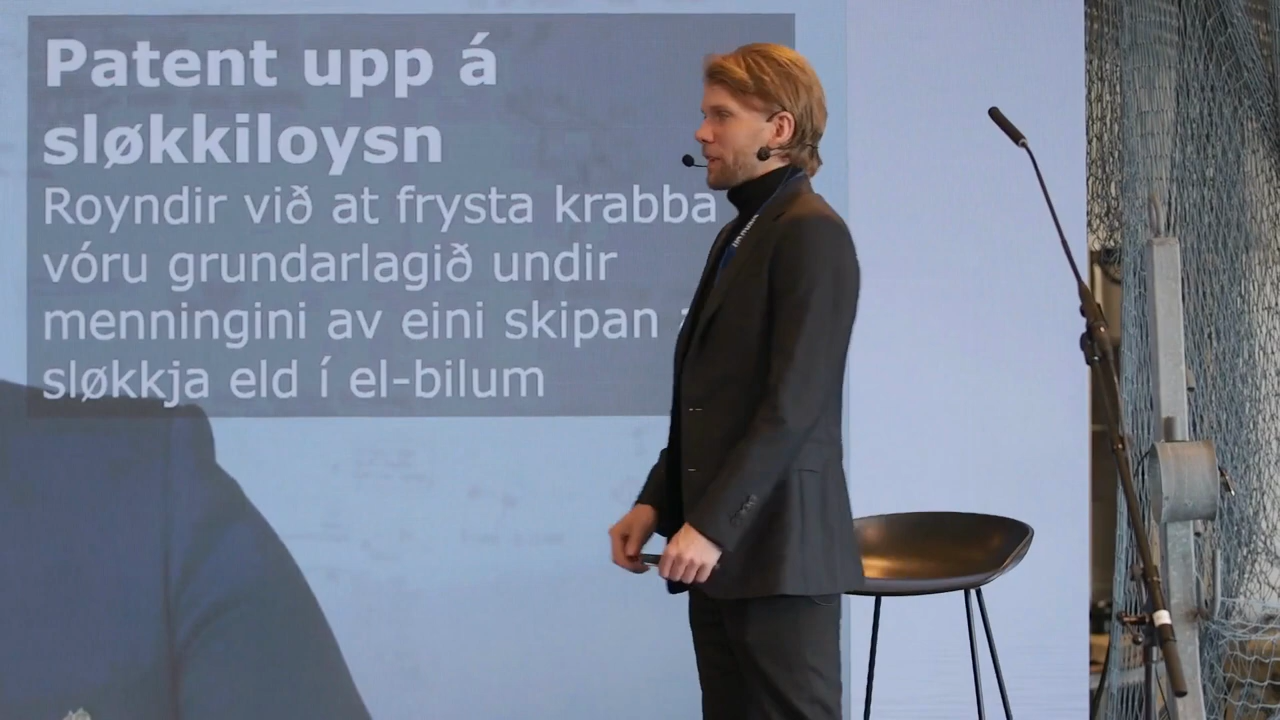 Patent upp á
sløkkiloysn
Royndir við at frysta krabba
vóru grundarlagið undir
menningini av eini skipan
sløkkja eld í el-bilum